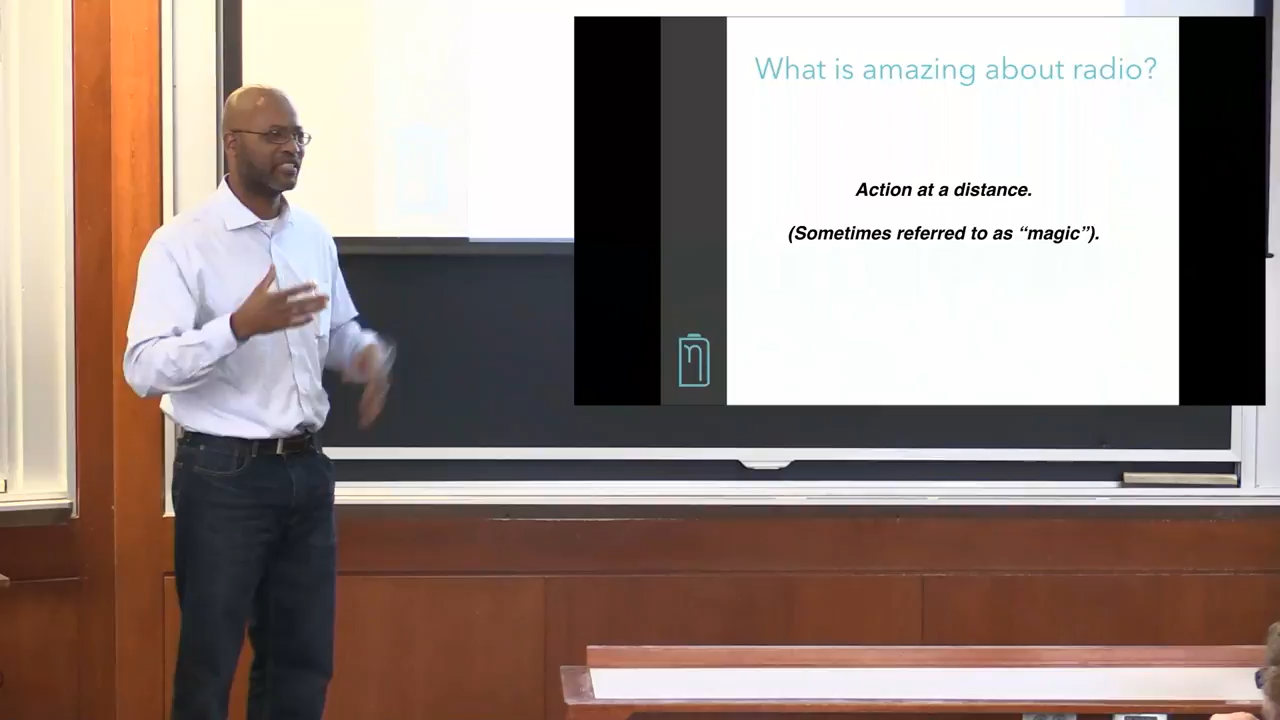 What is amazing about radio?
Action at a distance.
(Sometimes referred to as “magic”).
η